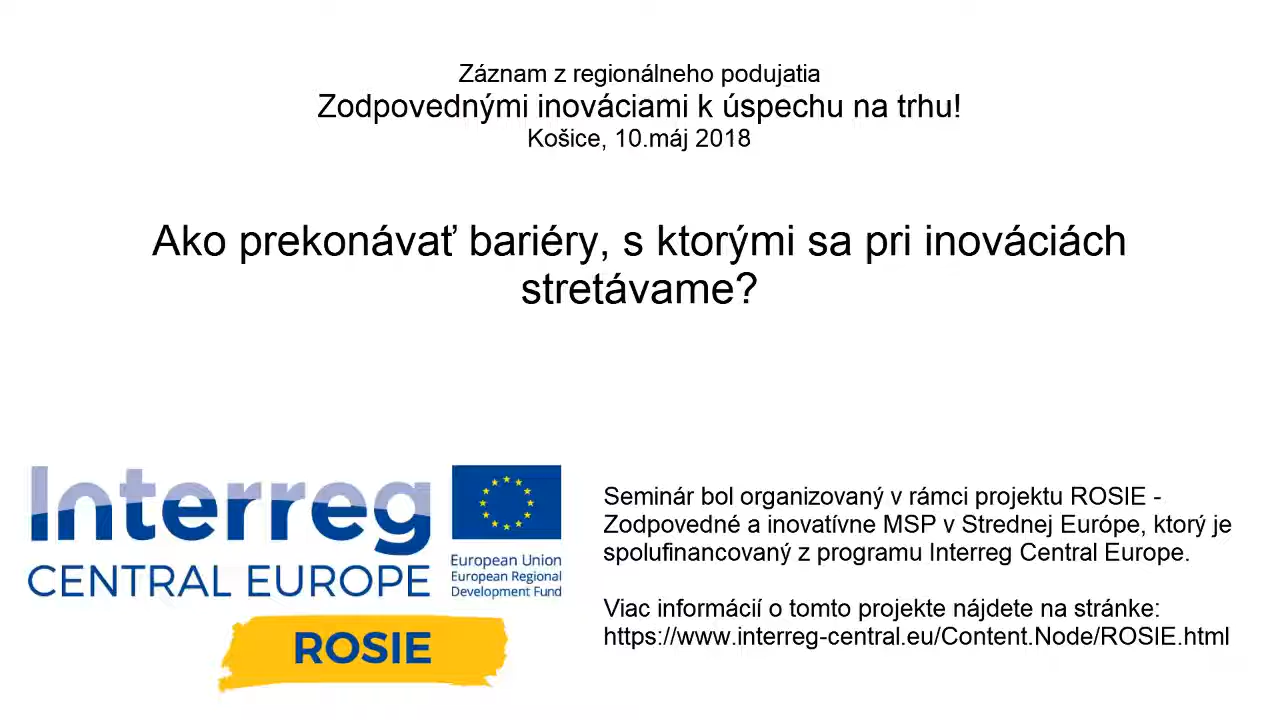 Záznam z regionálneho podujatia
Zodpovednými inováciami k úspechu na trhu!
Košice, 10.máj 2018
Ako prekonávať bariéry, s ktorými sa pri inováciách
stretávame?
Interreg
CENTRAL EUROPE
European Union
European Regional
Development Fund
ROSIE
Seminár bol organizovaný v rámci projektu ROSIE -
Zodpovedné a inovatívne MSP v Strednej Európe, ktorý je
spolufinancovaný z programu Interreg Central Europe.
Viac informácií o tomto projekte nájdete na stránke:
https://www.interreg-central.eu/Content.Node/ROSIE.html